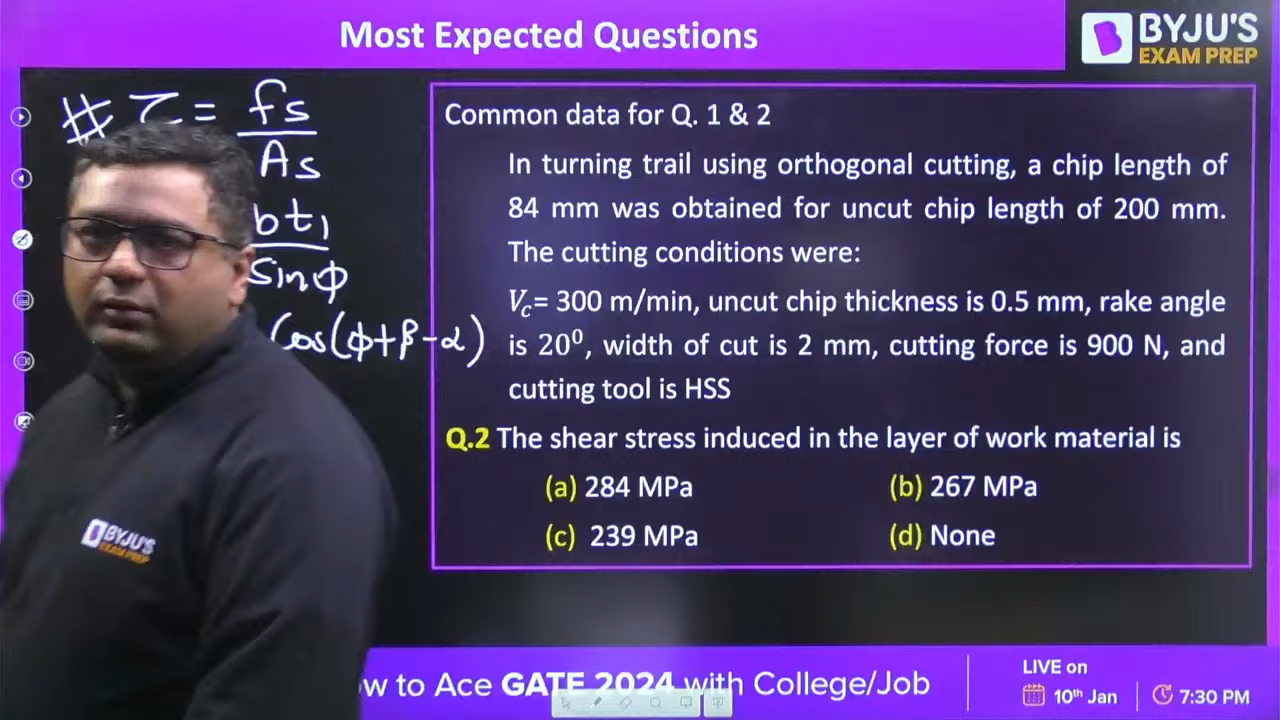 Most Expected Questions
BYJU'S
EXAM PREP
# τ = fs
As
bt1
sinφ
Cos(φ+β-α)
Common data for Q. 1 & 2
In turning trail using orthogonal cutting, a chip length of
84 mm was obtained for uncut chip length of 200 mm.
The cutting conditions were:
Vc= 300 m/min, uncut chip thickness is 0.5 mm, rake angle
is 20⁰, width of cut is 2 mm, cutting force is 900 N, and
cutting tool is HSS
Q.2 The shear stress induced in the layer of work material is
(a) 284 MPa
(b) 267 MPa
(c) 239 MPa
(d) None
BYJU'S
EXAM PREP
w to Ace GATE 2024 with College/Job
LIVE on
10th Jan
7:30 PM